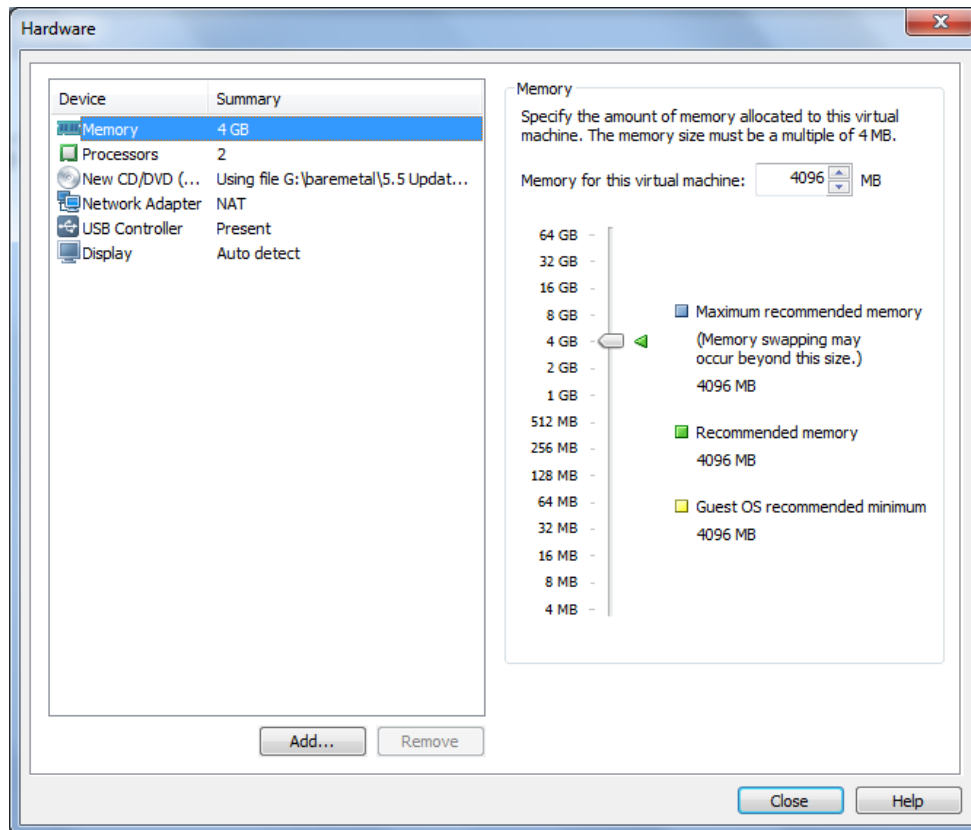 Hardware
Device Summary
Memory 4 GB
Processors 2
New CD/DVD (... Using file G:\baremetal\5.5 Updat...
Network Adapter NAT
USB Controller Present
Display Auto detect
Add...
Remove
Memory
Specify the amount of memory allocated to this virtual
machine. The memory size must be a multiple of 4 MB.
Memory for this virtual machine: 4096 MB
64 GB
32 GB
16 GB
8 GB
4 GB
2 GB
1 GB
512 MB
256 MB
128 MB
64 MB
32 MB
16 MB
8 MB
4 MB
Maximum recommended memory
(Memory swapping may
occur beyond this size.)
4096 MB
Recommended memory
4096 MB
Guest OS recommended minimum
4096 MB
Close
Help